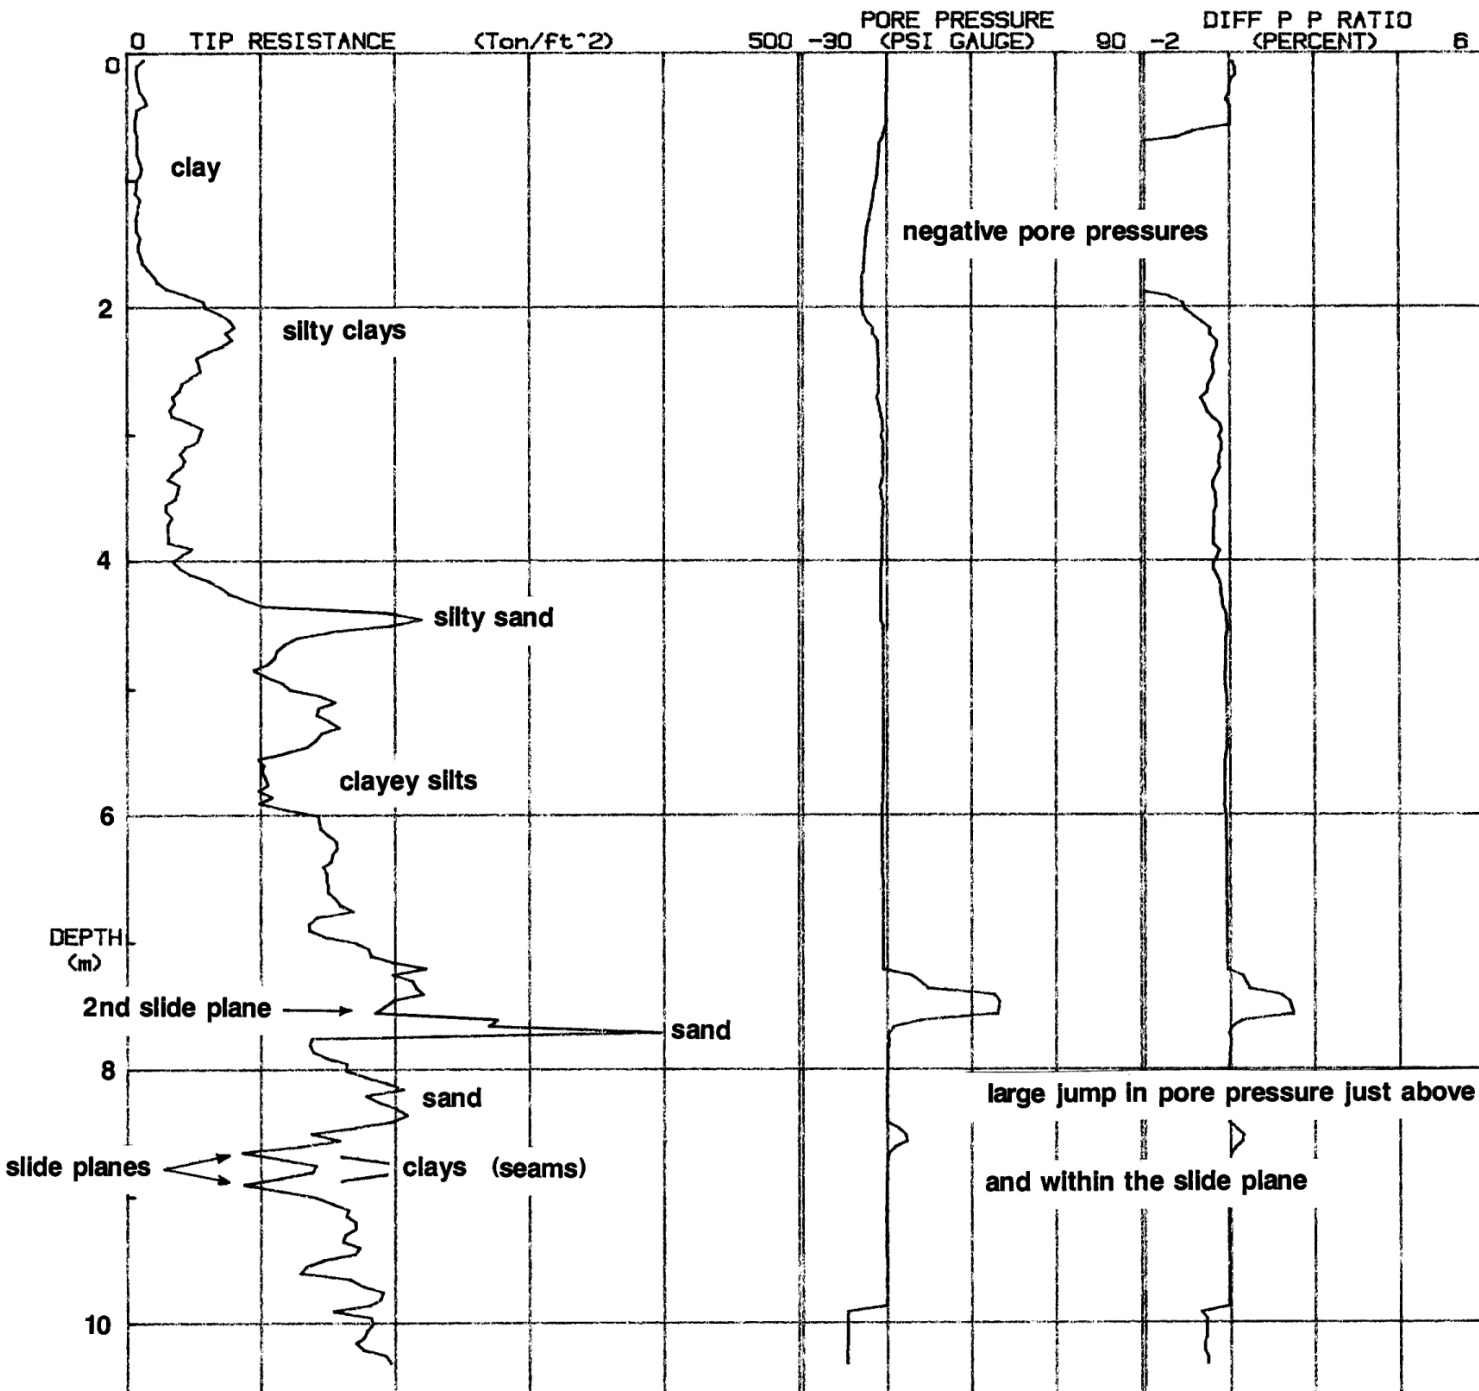 PORE PRESSURE DIFF P P RATIO
0 TIP RESISTANCE (Ton/ft^2) 500 -30 (PSI GAUGE) 90 -2 (PERCENT) 6
0
clay
negative pore pressures
2
silty clays
4
silty sand
clayey silts
6
DEPTH
(m)
2nd slide plane
sand
8
large jump in pore pressure just above
sand
slide planes
clays (seams)
and within the slide plane
10